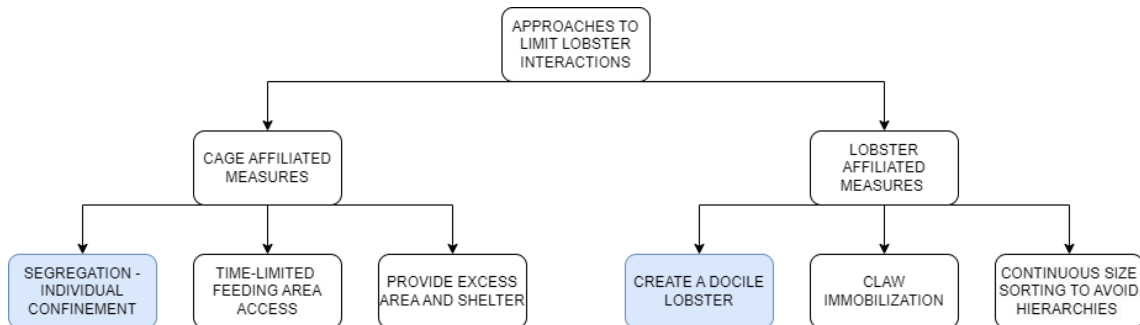 APPROACHES TO
LIMIT LOBSTER
INTERACTIONS
CAGE AFFILIATED
MEASURES
LOBSTER
AFFILIATED
MEASURES
SEGREGATION -
INDIVIDUAL
CONFINEMENT
TIME-LIMITED
FEEDING AREA
ACCESS
PROVIDE EXCESS
AREA AND SHELTER
CREATE A DOCILE
LOBSTER
CLAW
IMMOBILIZATION
CONTINUOUS SIZE
SORTING TO AVOID
HIERARCHIES